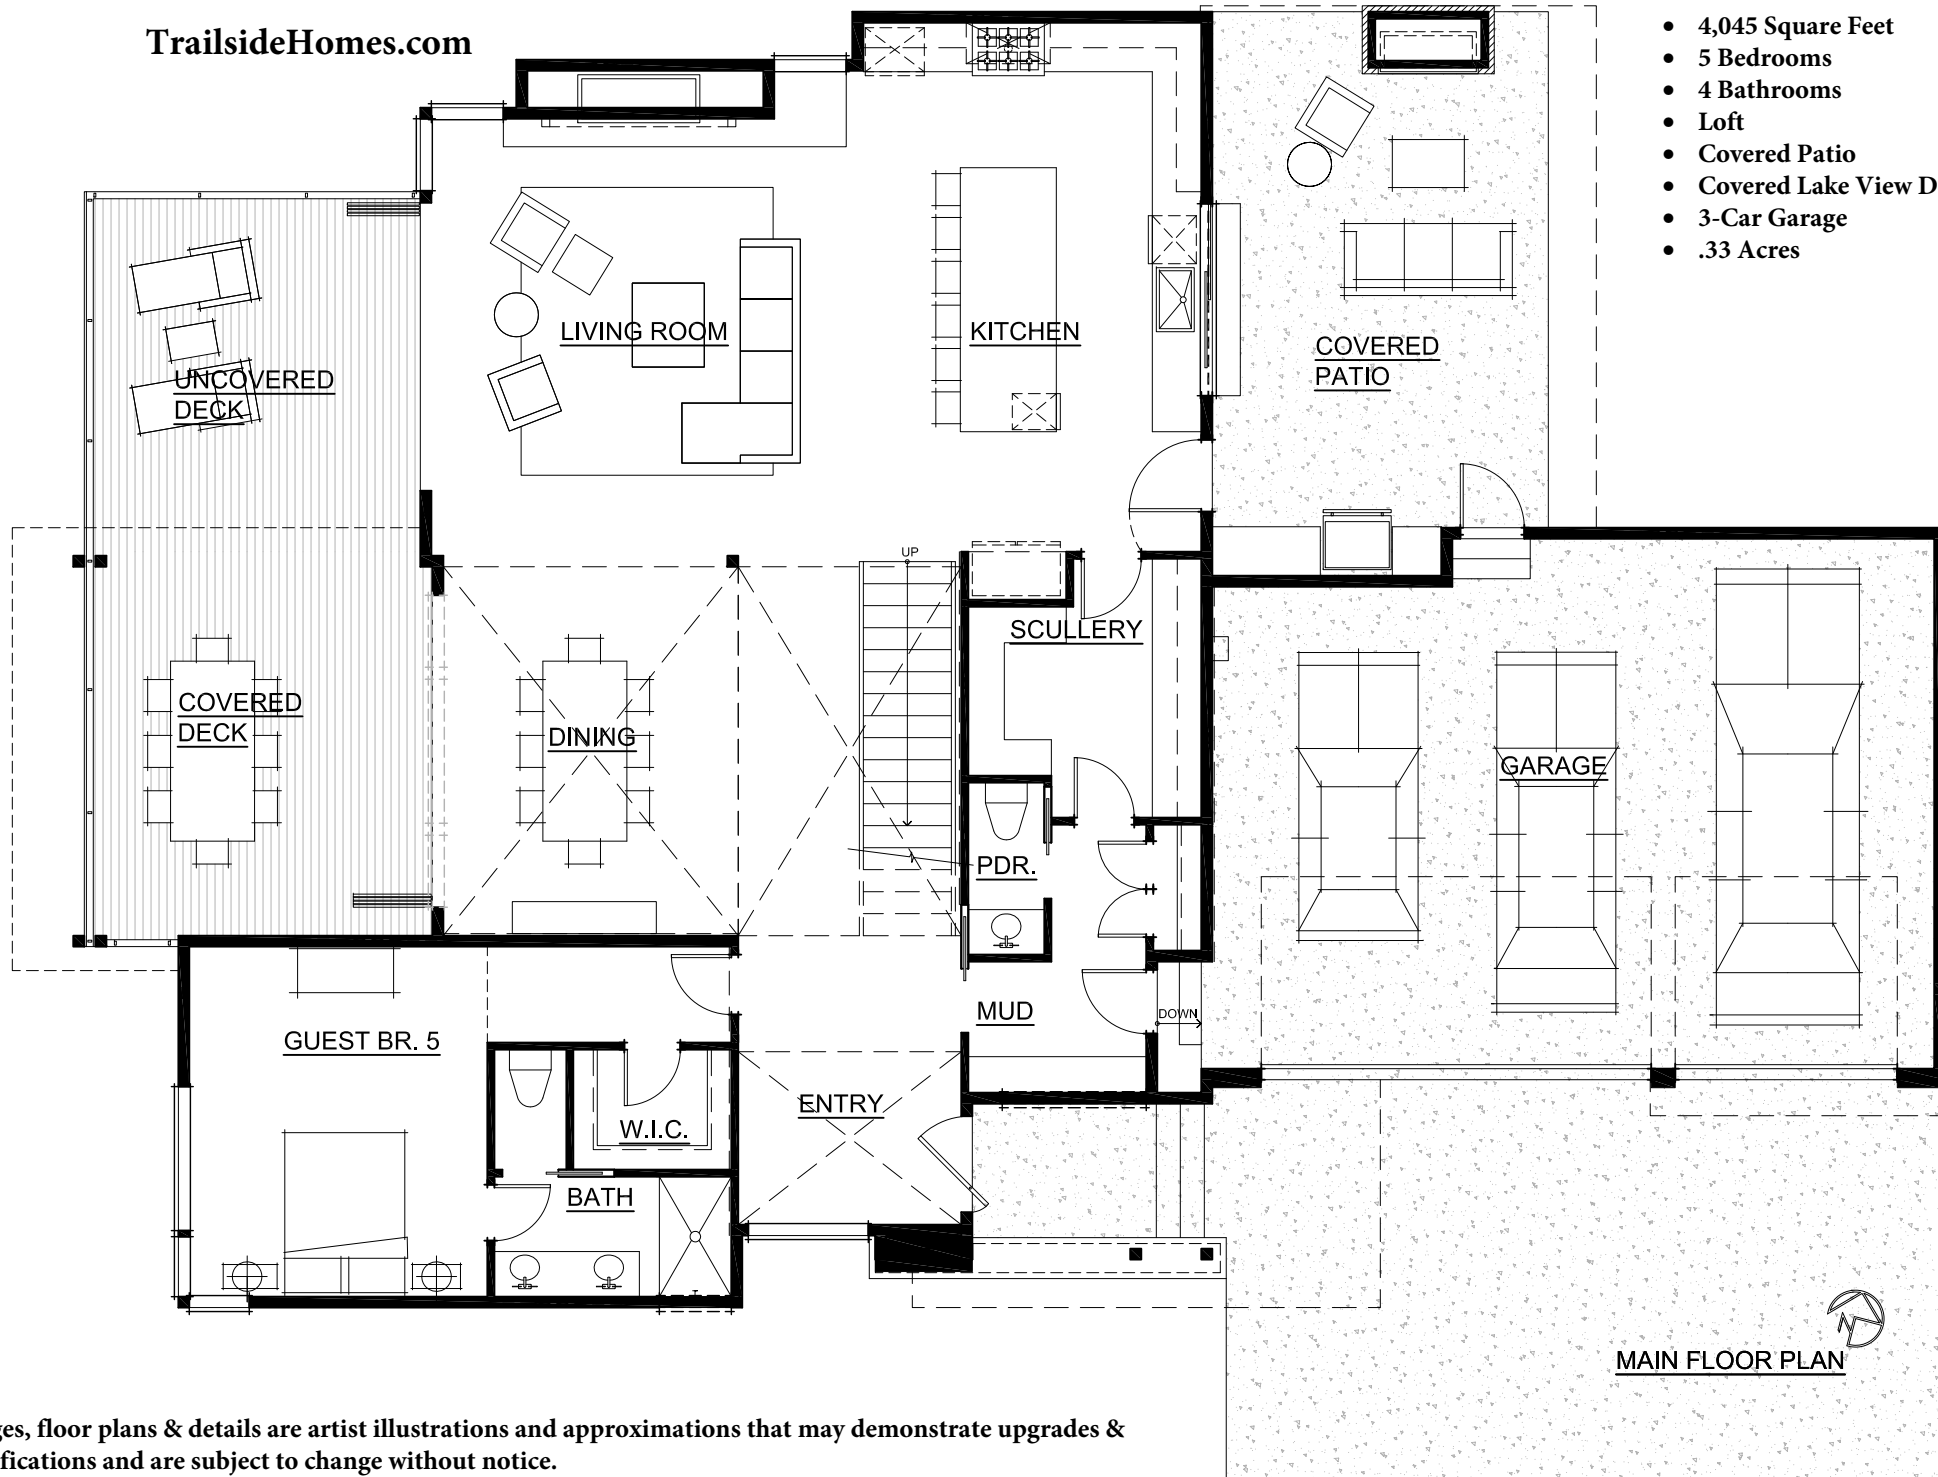 TrailsideHomes.com
• 4,045 Square Feet
• 5 Bedrooms
• 4 Bathrooms
• Loft
• Covered Patio
• Covered Lake View D
• 3-Car Garage
• .33 Acres
LIVING ROOM
KITCHEN
COVERED
PATIO
UNCOVERED
DECK
UP
SCULLERY
COVERED
DECK
DINING
GARAGE
PDR.
MUD
DOWN
GUEST BR. 5
ENTRY
W.I.C.
BATH
N
MAIN FLOOR PLAN
ges, floor plans & details are artist illustrations and approximations that may demonstrate upgrades &
ifications and are subject to change without notice.